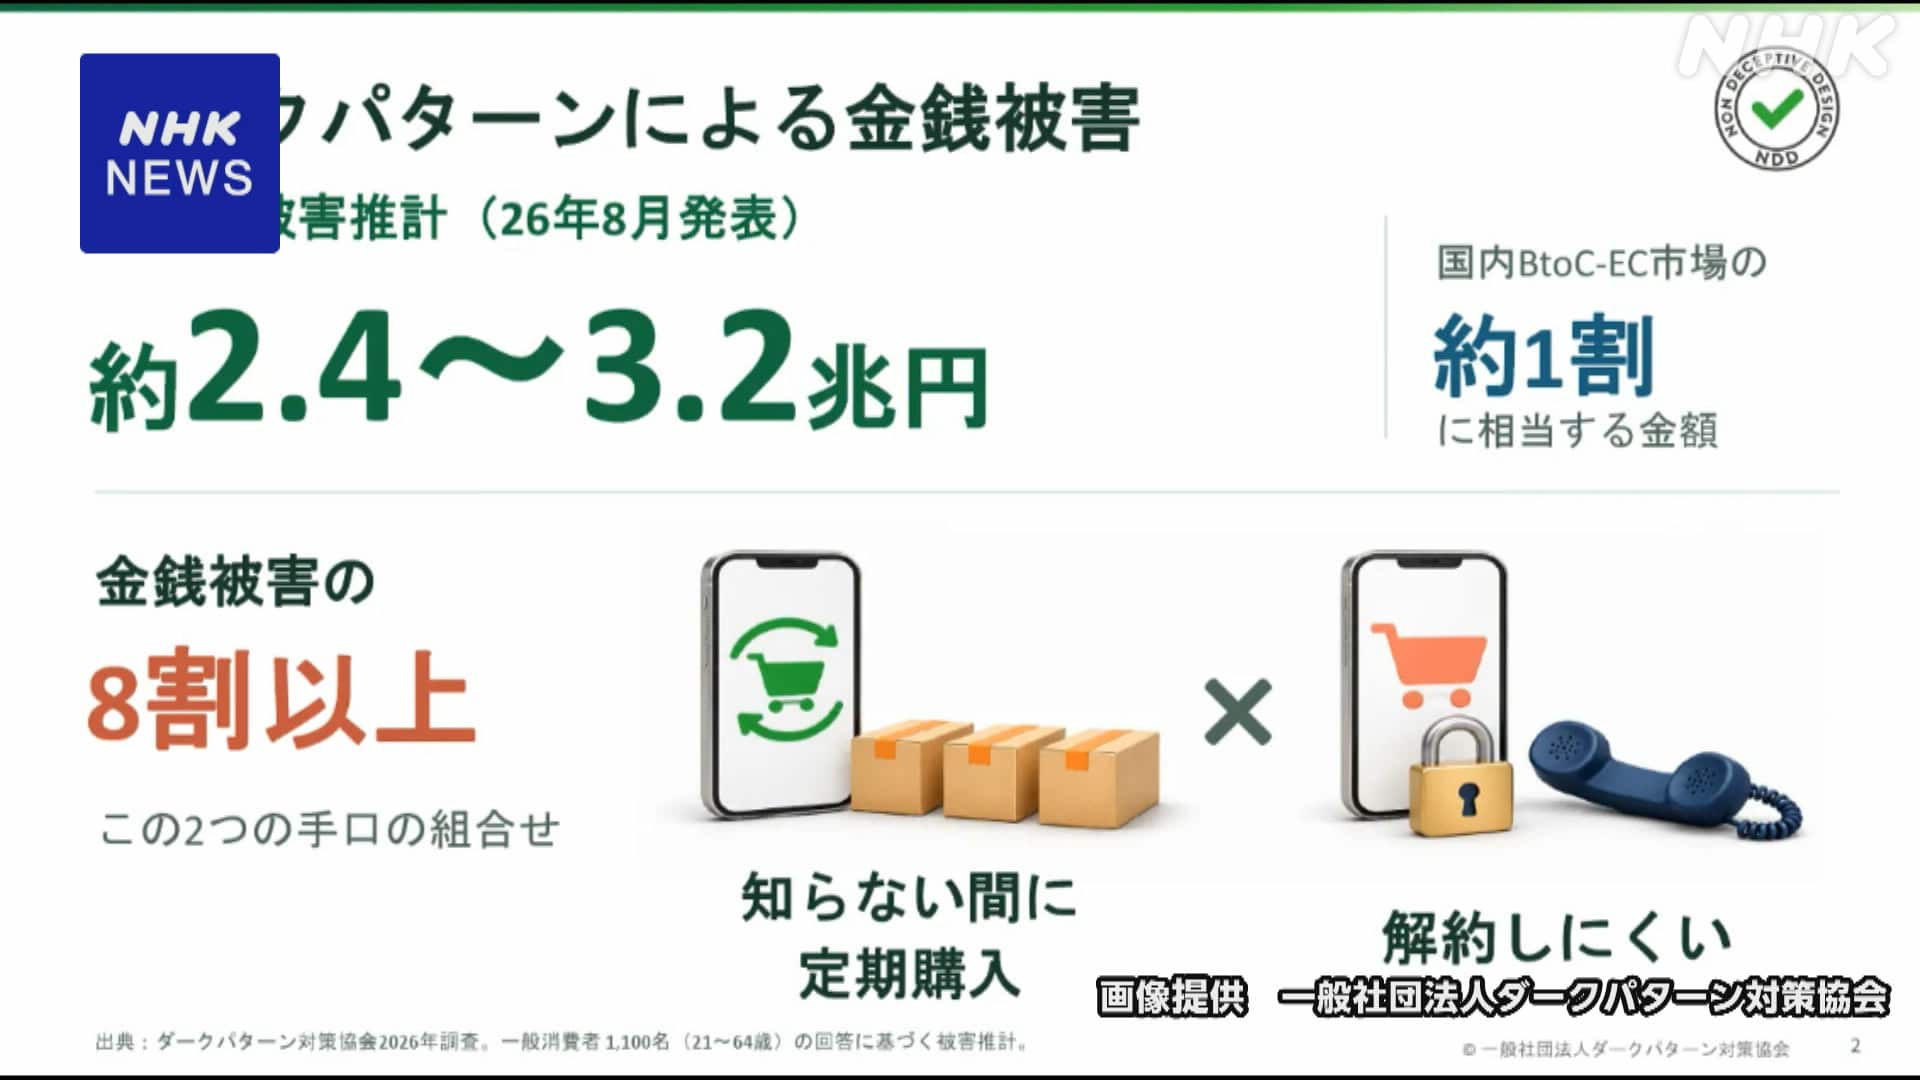 NHK
NHK
NEWS
クパターンによる金銭被害
NON DECEPTIVE DESIGN
NDD
害推計（26年8月発表）
約2.4～3.2兆円
国内BtoC-EC市場の
約1割
に相当する金額
金銭被害の
8割以上
この2つの手口の組合せ
×
知らない間に
定期購入
解約しにくい
画像提供　一般社団法人ダークパターン対策協会
出典：ダークパターン対策協会2026年調査。一般消費者1,100名（21～64歳）の回答に基づく被害推計。
© 一般社団法人ダークパターン対策協会
2